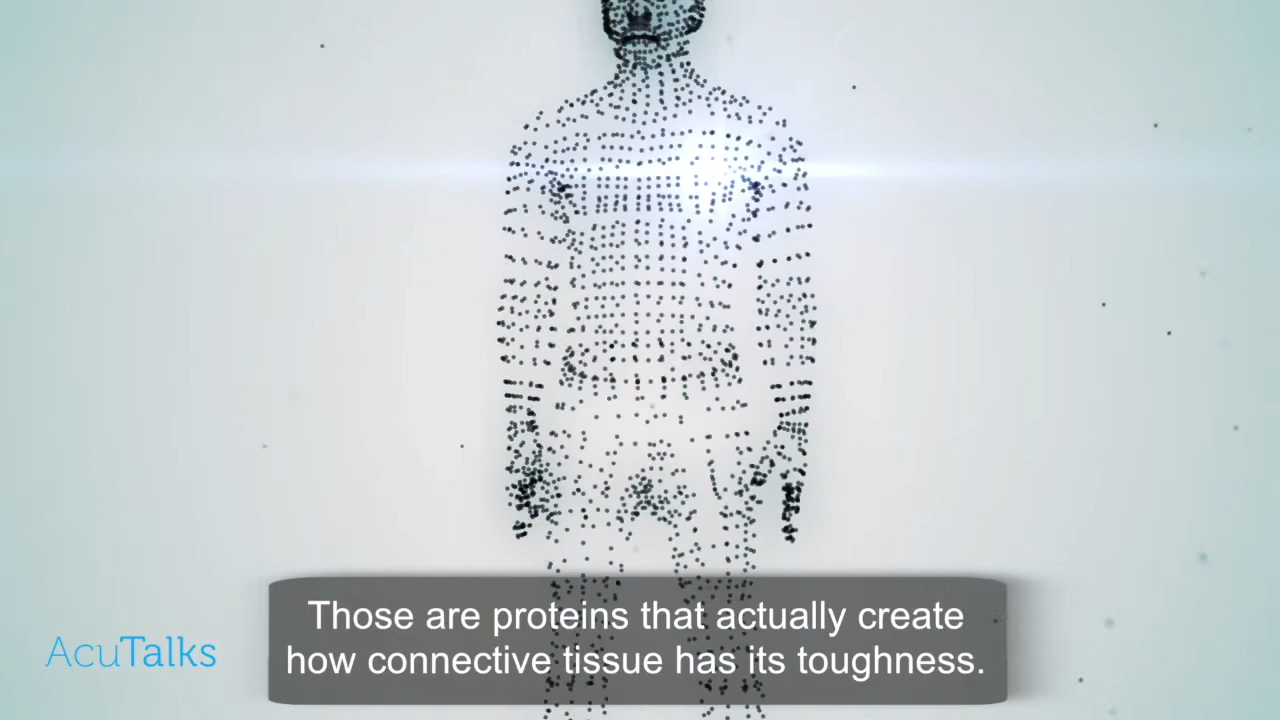 Those are proteins that actually create
how connective tissue has its toughness.
AcuTalks